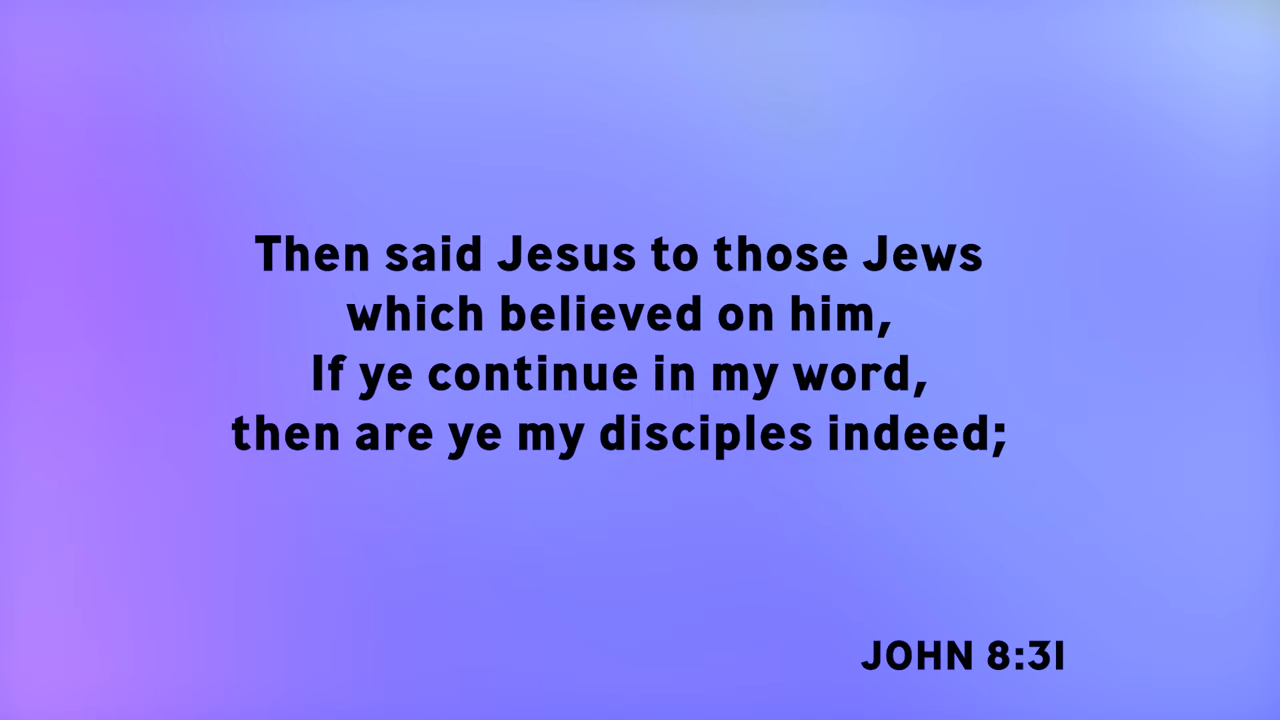 Then said Jesus to those Jews
which believed on him,
If ye continue in my word,
then are ye my disciples indeed;
JOHN 8:31